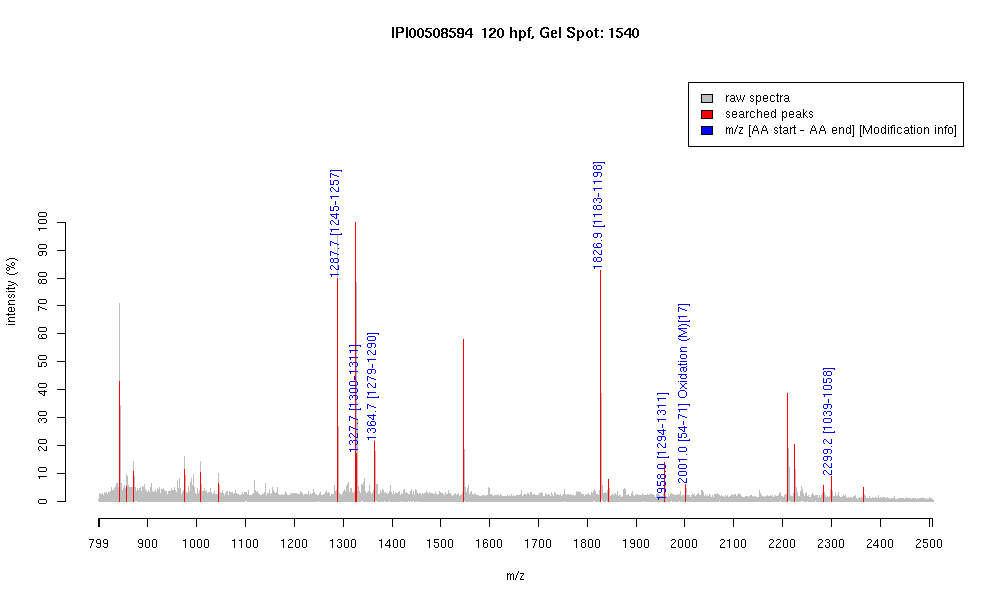 IPI00508594  120 hpf, Gel Spot: 1540
raw spectra
searched peaks
m/z [AA start - AA end] [Modification info]
intensity (%)
100
90
80
70
60
50
40
30
20
10
0
1287.7 [1245-1257]
1327.7 [1300-1311]
1364.7 [1279-1290]
1826.9 [1183-1198]
1958.0 [1294-1311]
2001.0 [54-71] Oxidation (M)[17]
2299.2 [1039-1058]
799 900 1000 1100 1200 1300 1400 1500 1600 1700 1800 1900 2000 2100 2200 2300 2400 2500
m/z